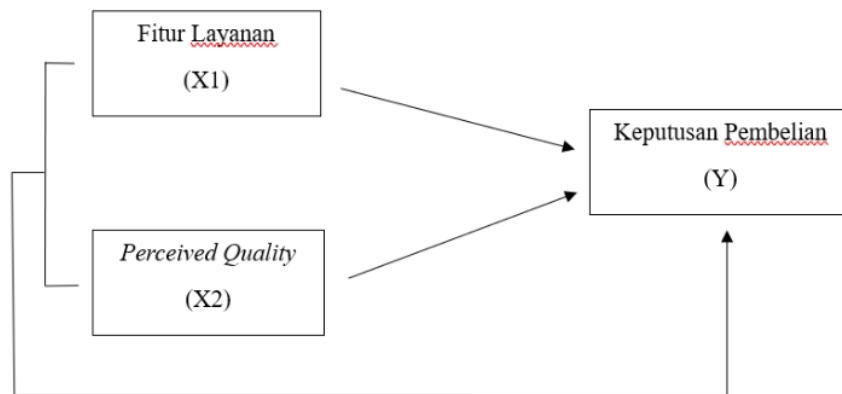 Fitur Layanan
(X1)
Keputusan Pembelian
(Y)
Perceived Quality
(X2)